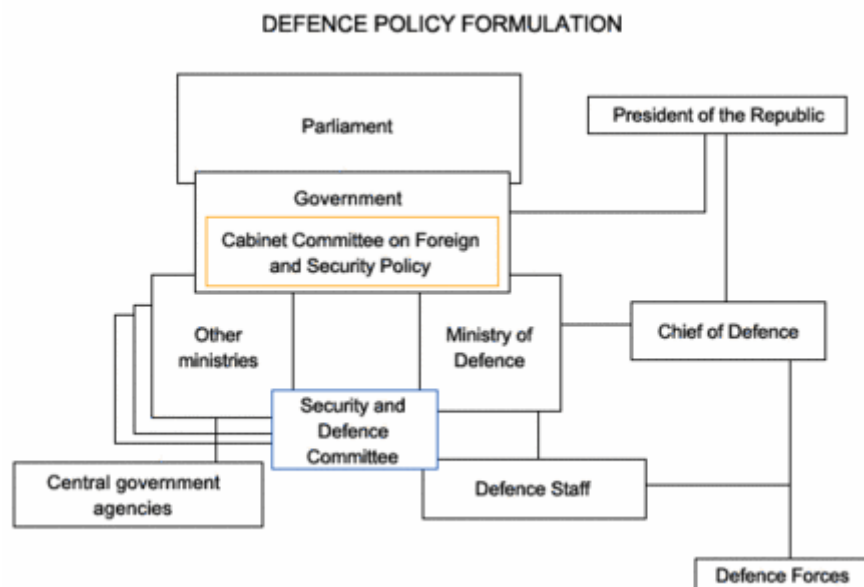 DEFENCE POLICY FORMULATION
Parliament
President of the Republic
Government
Cabinet Committee on Foreign
and Security Policy
Other
ministries
Ministry of
Defence
Chief of Defence
Security and
Defence
Committee
Central government
agencies
Defence Staff
Defence Forces